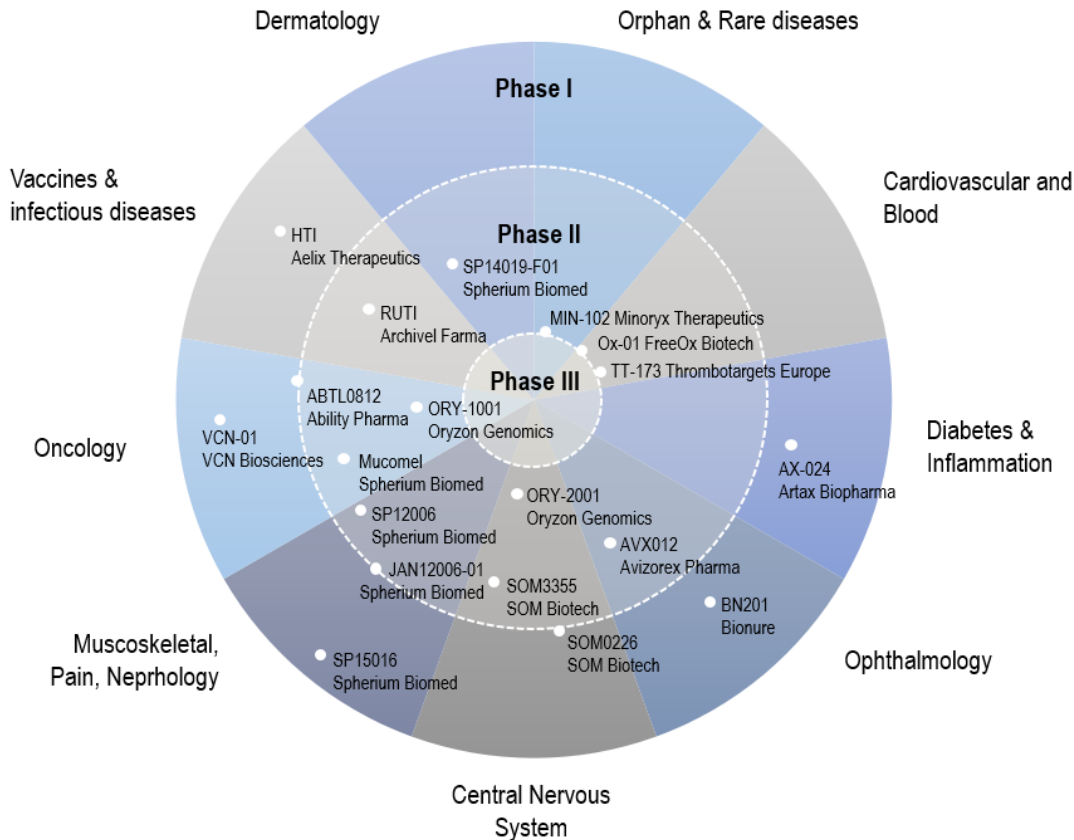 Dermatology
Orphan & Rare diseases
Phase I
Vaccines &
infectious diseases
Cardiovascular and
Blood
HTI
Aelix Therapeutics
Phase II
SP14019-F01
Spherium Biomed
RUTI
Archivel Farma
MIN-102 Minoryx Therapeutics
Ox-01 FreeOx Biotech
TT-173 Thrombotargets Europe
Phase III
ABTL0812
Ability Pharma
ORY-1001
Oryzon Genomics
VCN-01
VCN Biosciences
Oncology
Mucomel
Spherium Biomed
Diabetes &
Inflammation
AX-024
Artax Biopharma
SP12006
Spherium Biomed
ORY-2001
Oryzon Genomics
AVX012
Avizorex Pharma
JAN12006-01
Spherium Biomed
SOM3355
SOM Biotech
BN201
Bionure
SOM0226
SOM Biotech
Muscoskeletal,
Pain, Neprhology
SP15016
Spherium Biomed
Ophthalmology
Central Nervous
System